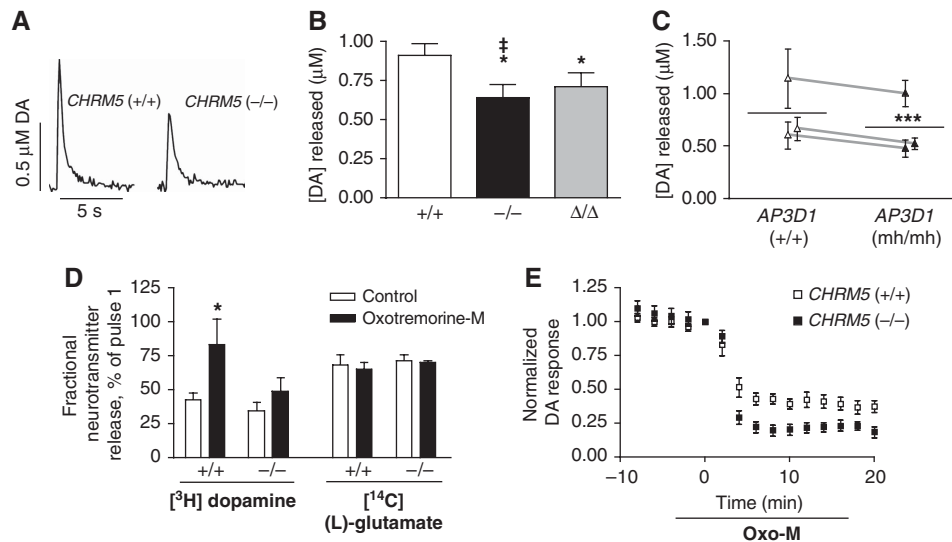 A
0.5 µM DA
CHRM5 (+/+)
CHRM5 (−/−)
5 s
B
[DA] released (µM)
1.00
0.75
0.50
0.25
0.00
‡
*
*
+/+
−/−
Δ/Δ
C
[DA] released (µM)
1.50
1.00
0.50
0.00
***
AP3D1
(+/+)
AP3D1
(mh/mh)
D
Fractional
neurotransmitter
release, % of pulse 1
125
100
75
50
25
0
*
Control
Oxotremorine-M
+/+
−/−
+/+
−/−
[³H] dopamine
[¹⁴C]
(L)-glutamate
E
Normalized
DA response
1.25
1.00
0.75
0.50
0.25
0.00
CHRM5 (+/+)
CHRM5 (−/−)
−10
0
10
20
Time (min)
Oxo-M